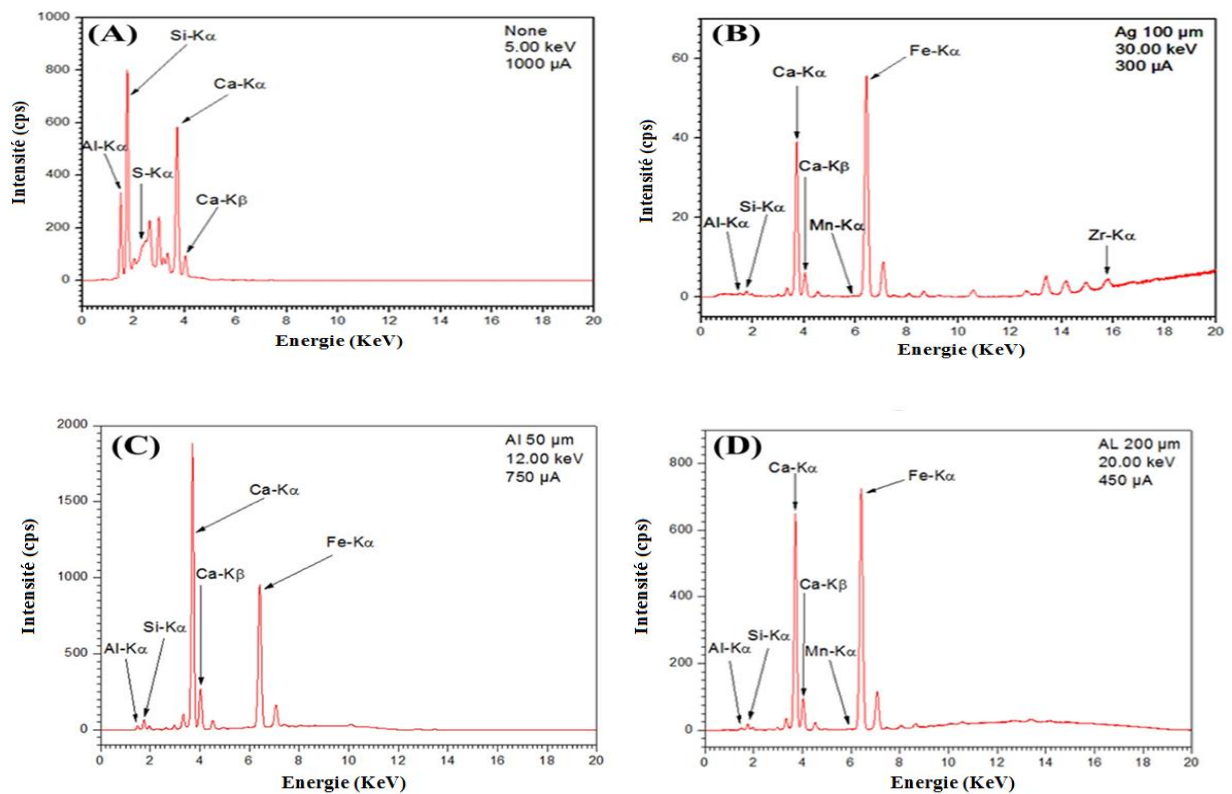 (A)
None
5.00 keV
1000 µA
Si-Kα
Ca-Kα
Al-Kα
S-Kα
Ca-Kβ
Intensité (cps)
1000
800
600
400
200
0
0 2 4 6 8 10 12 14 16 18 20
Energie (KeV)
(B)
Ag 100 µm
30.00 keV
300 µA
Fe-Kα
Ca-Kα
Ca-Kβ
Al-Kα
Si-Kα
Mn-Kα
Zr-Kα
Intensité (cps)
60
40
20
0
0 2 4 6 8 10 12 14 16 18 20
Energie (KeV)
(C)
Al 50 µm
12.00 keV
750 µA
Ca-Kα
Fe-Kα
Ca-Kβ
Si-Kα
Al-Kα
Intensité (cps)
2000
1500
1000
500
0
0 2 4 6 8 10 12 14 16 18 20
Energie (KeV)
(D)
AL 200 µm
20.00 keV
450 µA
Ca-Kα
Fe-Kα
Ca-Kβ
Si-Kα
Al-Kα
Mn-Kα
Intensité (cps)
800
600
400
200
0
0 2 4 6 8 10 12 14 16 18 20
Energie (KeV)